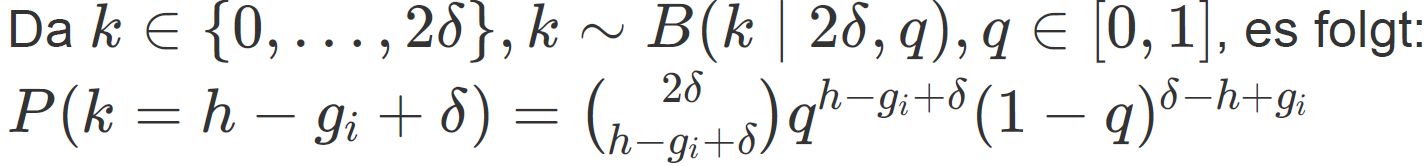 Da k ∈ {0, . . . , 2δ}, k ∼ B(k ∣ 2δ, q), q ∈ [0, 1], es folgt:
P(k = h − g_i + δ) = \binom{2δ}{h−g_i+δ} q^{h−g_i+δ}(1 − q)^{δ−h+g_i}